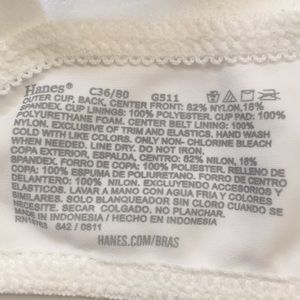 Hanes® C36/80 G511
OUTER CUP, BACK, CENTER FRONT: 82% NYLON, 18%
SPANDEX. CUP LININGS: 100% POLYESTER. CUP PAD: 100%
POLYURETHANE FOAM. CENTER GORE LINING: 100%
NYLON. EXCLUSIVE OF TRIM AND ELASTICS. HAND WASH
COLD WITH LIKE COLORS. ONLY NON-CHLORINE BLEACH
WHEN NEEDED. LINE DRY. DO NOT IRON.
COPA EXTERIOR, ESPALDA, CENTRO: 82% NILON, 18%
SPANDEX. FORRO DE COPA: 100% POLIESTER. RELLENO DE
COPA: 100% ESPUMA DE POLIURETANO. FORRO
DELANTERO: 100% NILON. EXCLUYENDO ACCESORIOS Y
ELASTICOS. LAVAR A MANO CON AGUA FRIA Y COLORES
SIMILARES. SOLO BLANQUEADOR SIN CLORO CUANDO SE
NECESITE. SECAR COLGADO. NO PLANCHAR.
MADE IN INDONESIA / HECHO EN INDONESIA
RN15763 642 / 0811
HANES.COM/BRAS